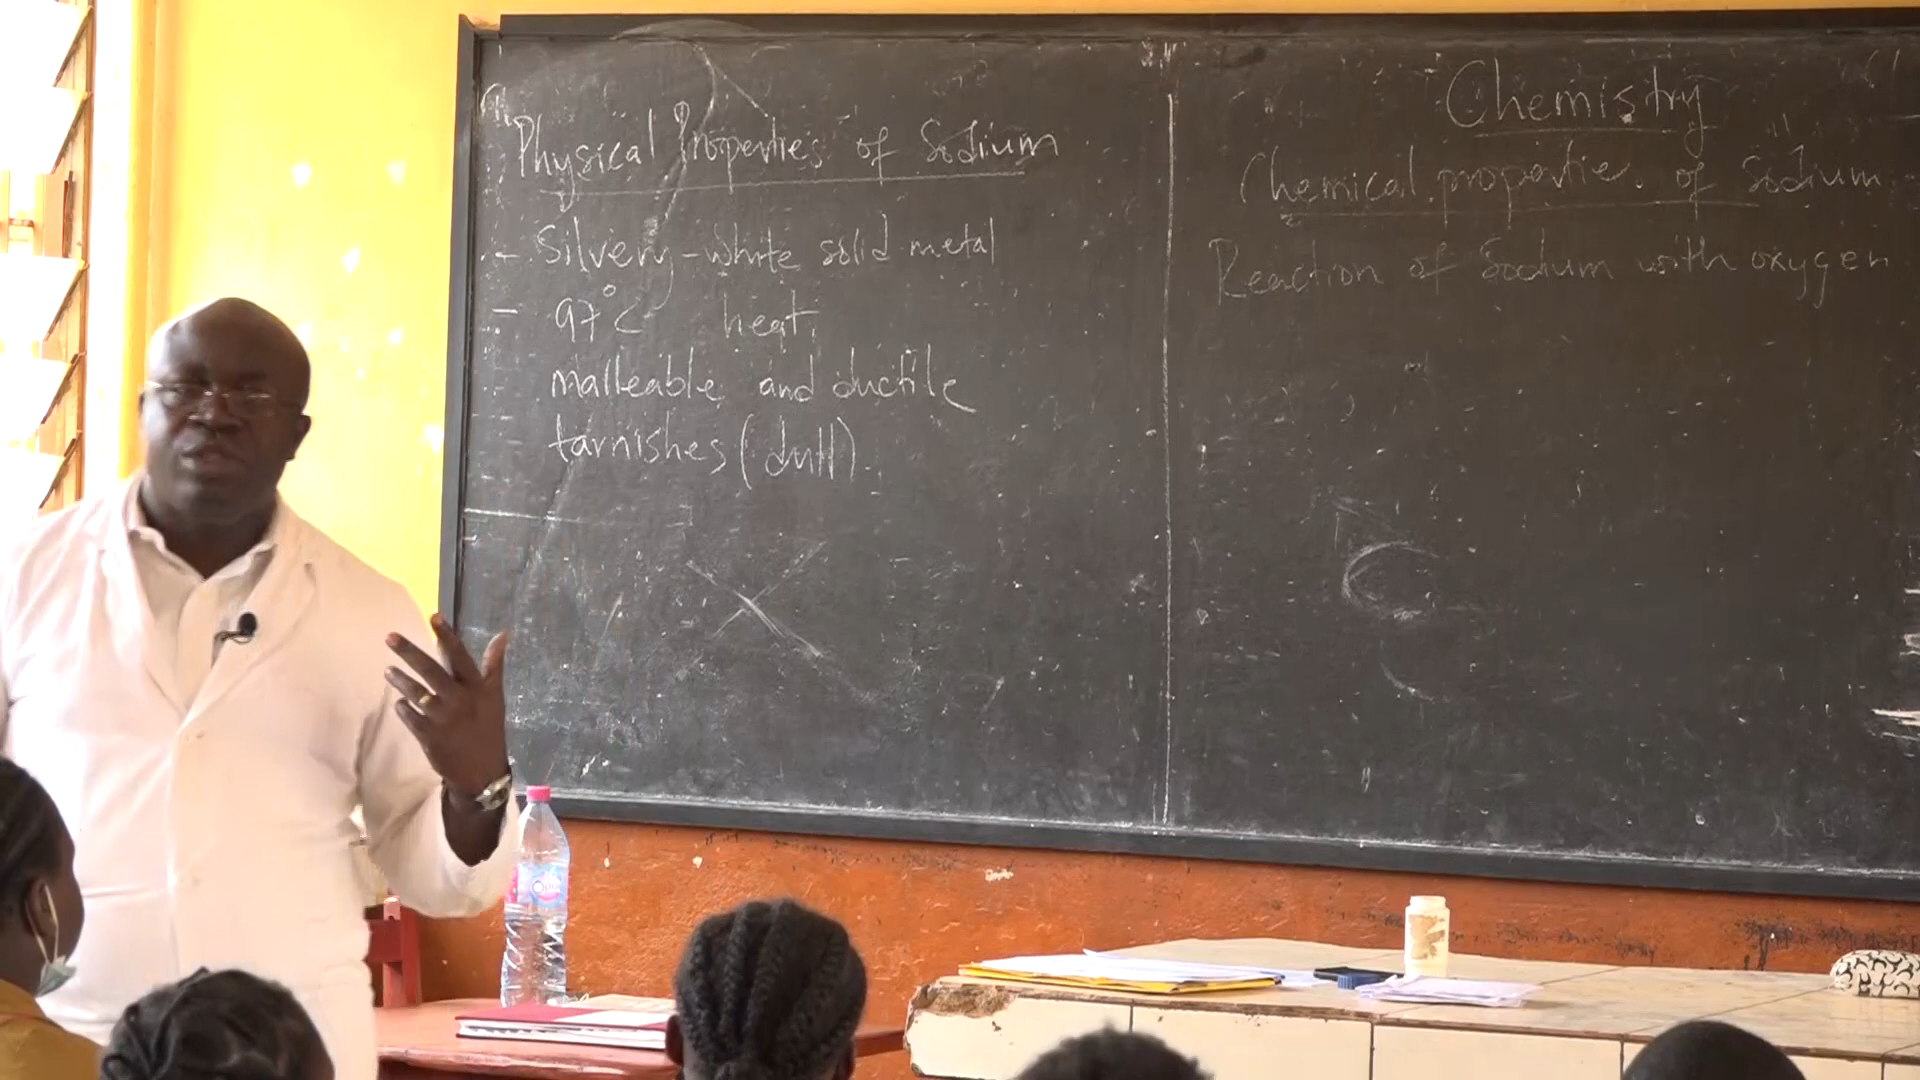 Physical Properties of Sodium
- Silvery-white solid metal
- 97°C heat
malleable and ductile
tarnishes (dull).
Chemistry
Chemical properties of Sodium
Reaction of Sodium with oxygen